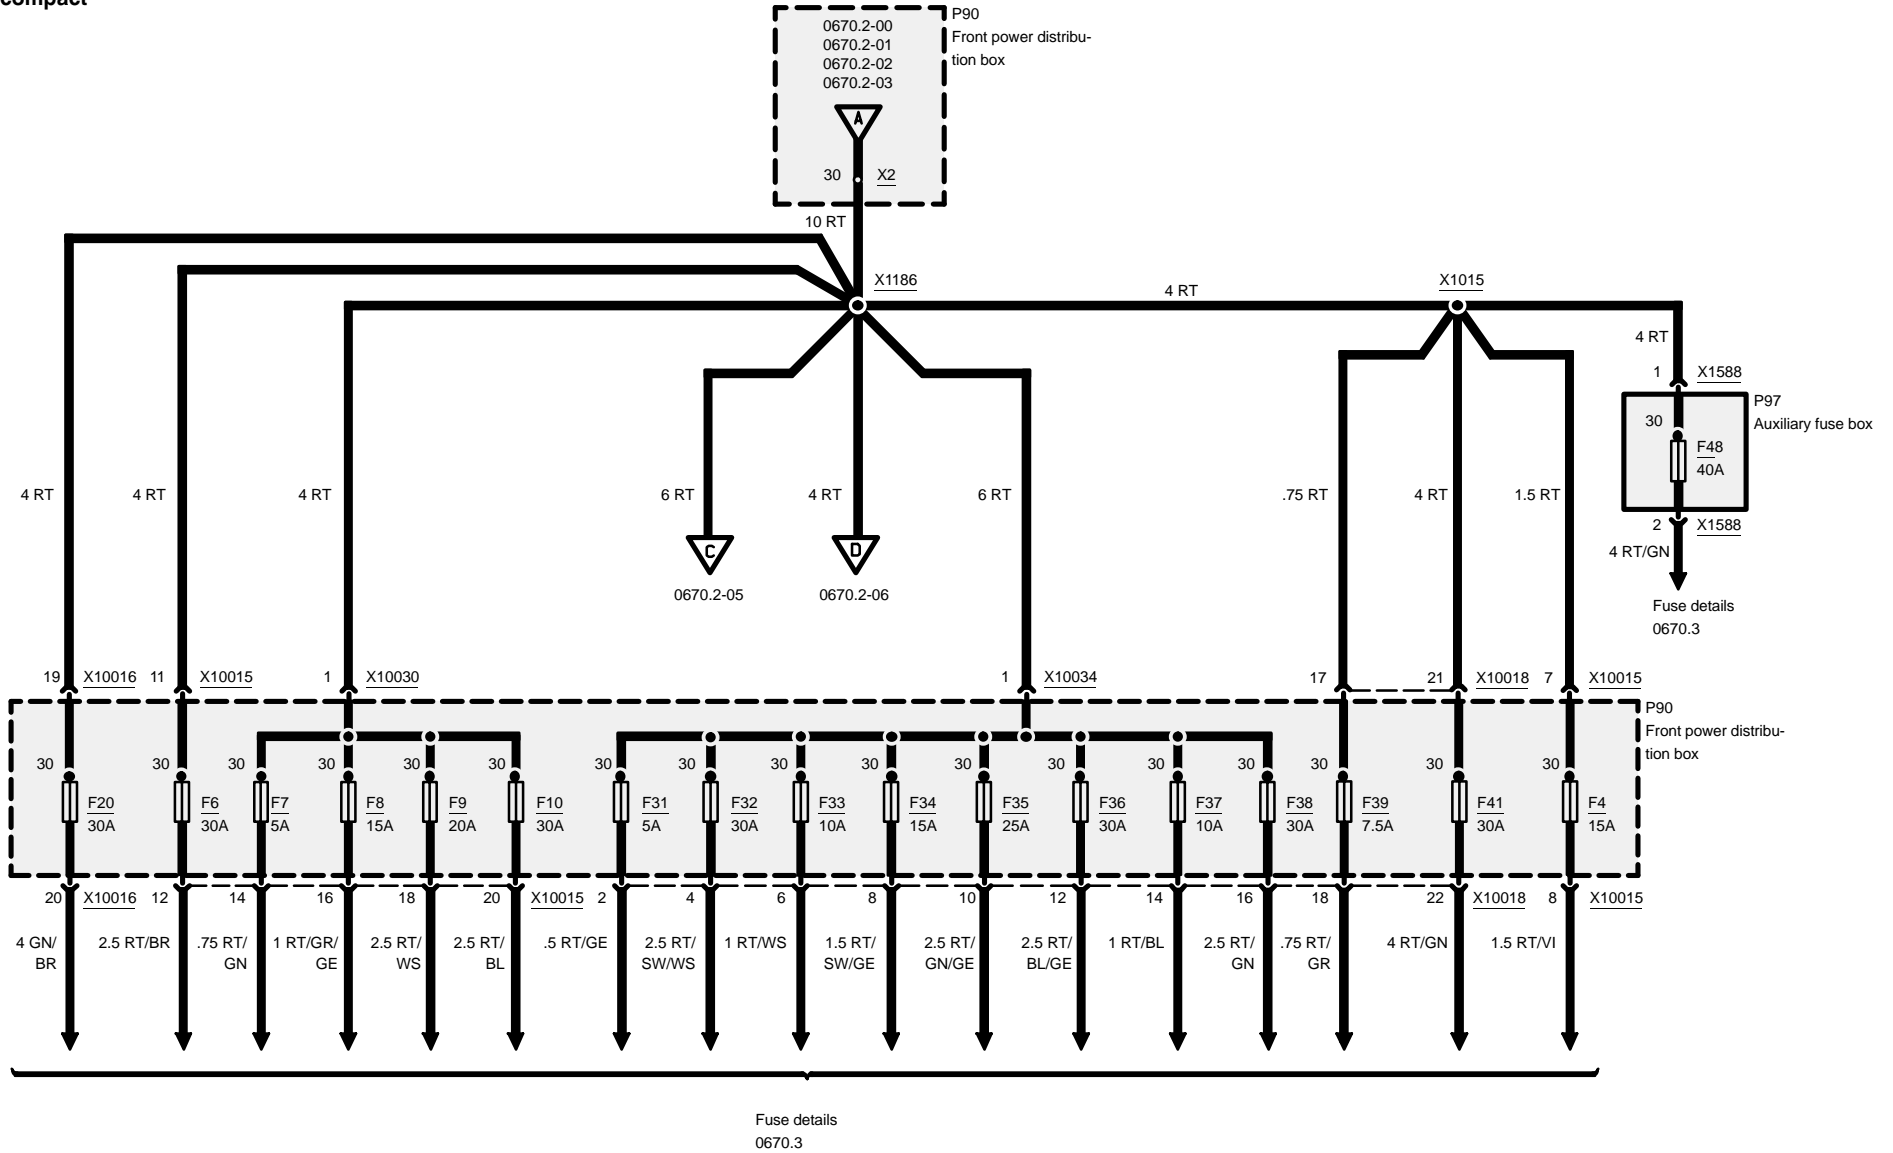 compact
P90
Front power distribu-
tion box
0670.2-00
0670.2-01
0670.2-02
0670.2-03
A
30 X2
10 RT
X1186
4 RT
X1015
4 RT
1 X1588
P97
Auxiliary fuse box
30
F48
40A
2 X1588
4 RT/GN
Fuse details
0670.3
4 RT 4 RT 4 RT 6 RT 4 RT 6 RT .75 RT 4 RT 1.5 RT
C D
0670.2-05 0670.2-06
19 X10016 11 X10015 1 X10030 1 X10034 17 21 X10018 7 X10015
P90
Front power distribu-
tion box
30 30 30 30 30 30 30 30 30 30 30 30 30 30 30 30 30
F20 F6 F7 F8 F9 F10 F31 F32 F33 F34 F35 F36 F37 F38 F39 F41 F4
30A 30A 5A 15A 20A 30A 5A 30A 10A 15A 25A 30A 10A 30A 7.5A 30A 15A
20 X10016 12 14 16 18 20 X10015 2 4 6 8 10 12 14 16 18 22 X10018 8 X10015
4 GN/ 2.5 RT/BR .75 RT/ 1 RT/GR/ 2.5 RT/ 2.5 RT/ .5 RT/GE 2.5 RT/ 1 RT/WS 1.5 RT/ 2.5 RT/ 2.5 RT/ 1 RT/BL 2.5 RT/ .75 RT/ 4 RT/GN 1.5 RT/VI
BR GN GE WS BL SW/WS SW/GE GN/GE BL/GE GN GR
Fuse details
0670.3